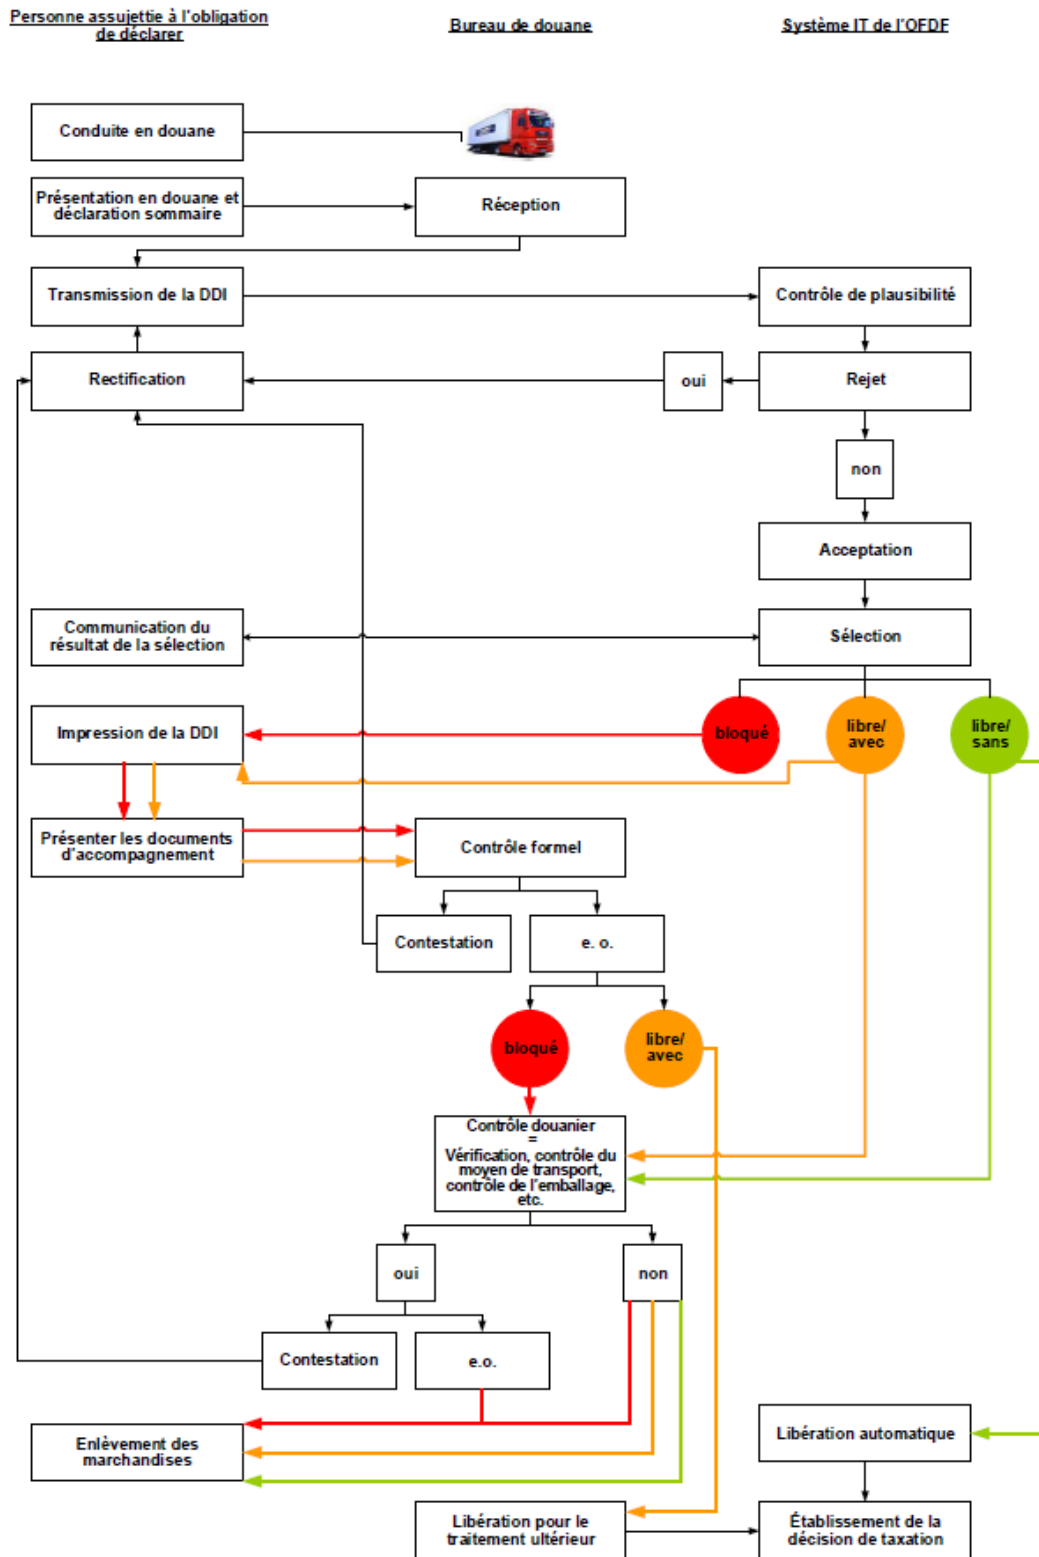 Personne assujettie à l'obligation
de déclarer
Bureau de douane
Système IT de l'OFDF
Conduite en douane
Présentation en douane et
déclaration sommaire
Réception
Transmission de la DDI
Contrôle de plausibilité
Rectification
oui
Rejet
non
Acceptation
Communication du
résultat de la sélection
Sélection
Impression de la DDI
bloqué
libre/
avec
libre/
sans
Présenter les documents
d'accompagnement
Contrôle formel
Contestation
e. o.
bloqué
libre/
avec
Contrôle douanier
=
Vérification, contrôle du
moyen de transport,
contrôle de l'emballage,
etc.
oui
non
Contestation
e.o.
Enlèvement des
marchandises
Libération automatique
Libération pour le
traitement ultérieur
Établissement de la
décision de taxation